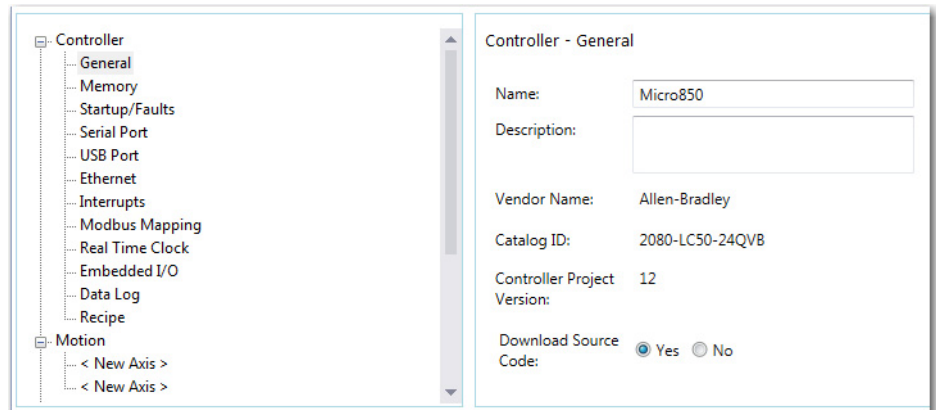 Controller
General
Memory
Startup/Faults
Serial Port
USB Port
Ethernet
Interrupts
Modbus Mapping
Real Time Clock
Embedded I/O
Data Log
Recipe
Motion
< New Axis >
< New Axis >
Controller - General
Name: Micro850
Description:
Vendor Name: Allen-Bradley
Catalog ID: 2080-LC50-24QVB
Controller Project 12
Version:
Download Source
Code: Yes No